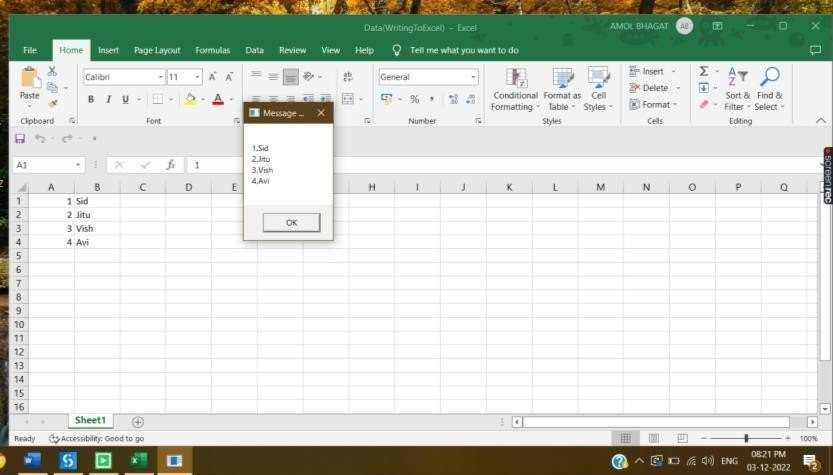 Data(WritingToExcel) - Excel
AMOL BHAGAT AB
File Home Insert Page Layout Formulas Data Review View Help Tell me what you want to do
Paste
Calibri 11
B I U
General
% ,
Conditional Formatting
Format as Table
Cell Styles
Insert
Delete
Format
Sort & Filter
Find & Select
Clipboard Font Number Styles Cells Editing
A1 fx 1
Message ...
1,Sid
2,Jitu
3,Vish
4,Avi
OK
A B C D E H I J K L M N O P Q
1 1 Sid
2 2 Jitu
3 3 Vish
4 4 Avi
5
6
7
8
9
10
11
12
13
14
15
16
Sheet1
Ready Accessibility: Good to go 100%
ENG 08:21 PM
03-12-2022
screenrec